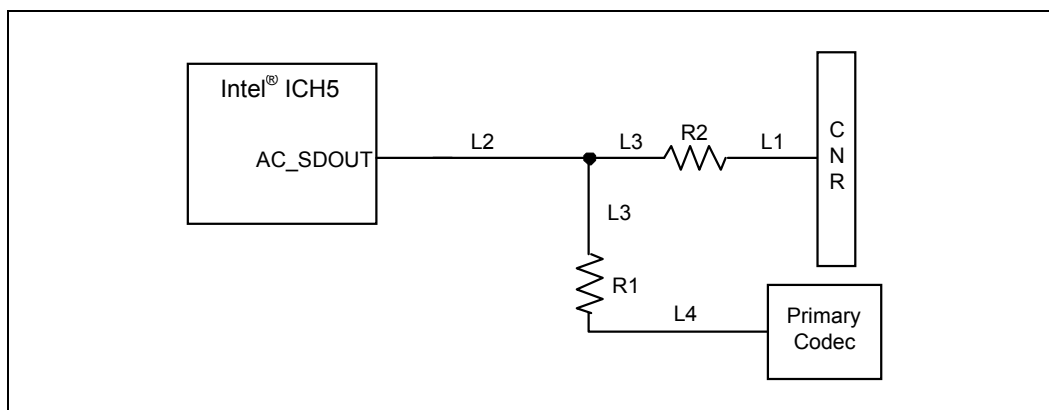 Intel® ICH5
AC_SDOUT
L2
L3
R2
L1
C
N
R
L3
R1
L4
Primary
Codec